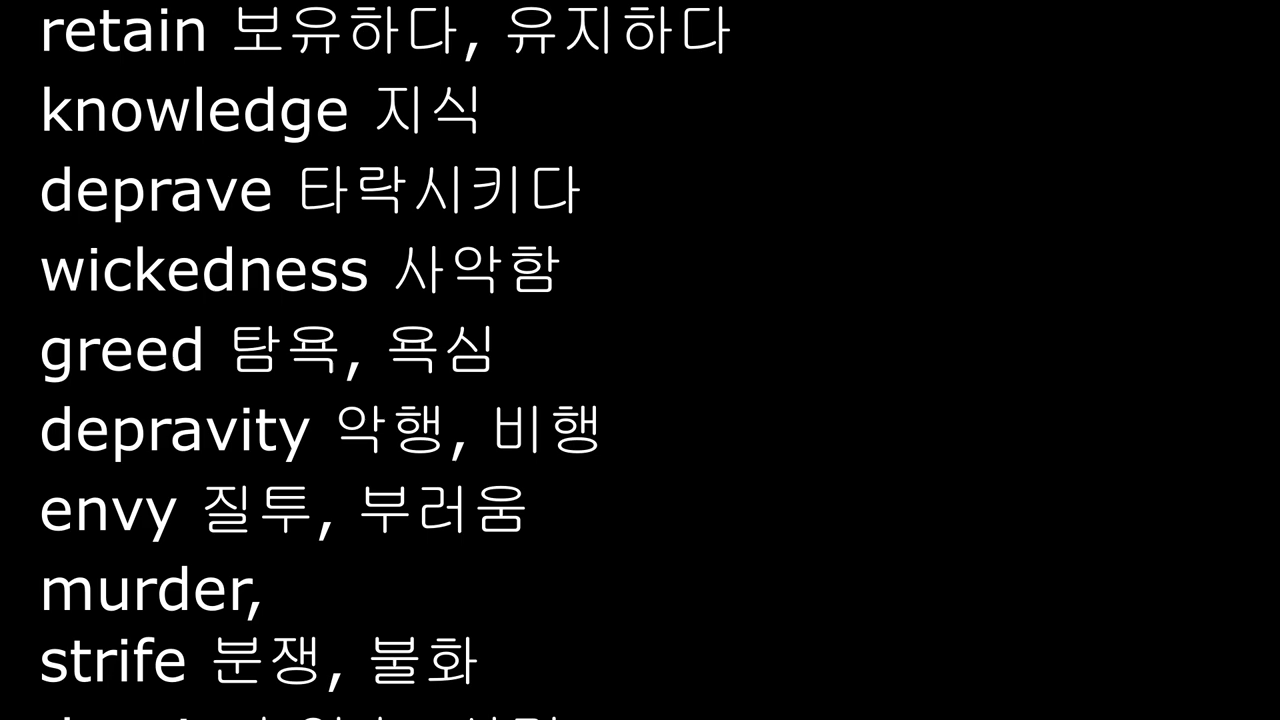 retain 보유하다, 유지하다
knowledge 지식
deprave 타락시키다
wickedness 사악함
greed 탐욕, 욕심
depravity 악행, 비행
envy 질투, 부러움
murder,
strife 분쟁, 불화